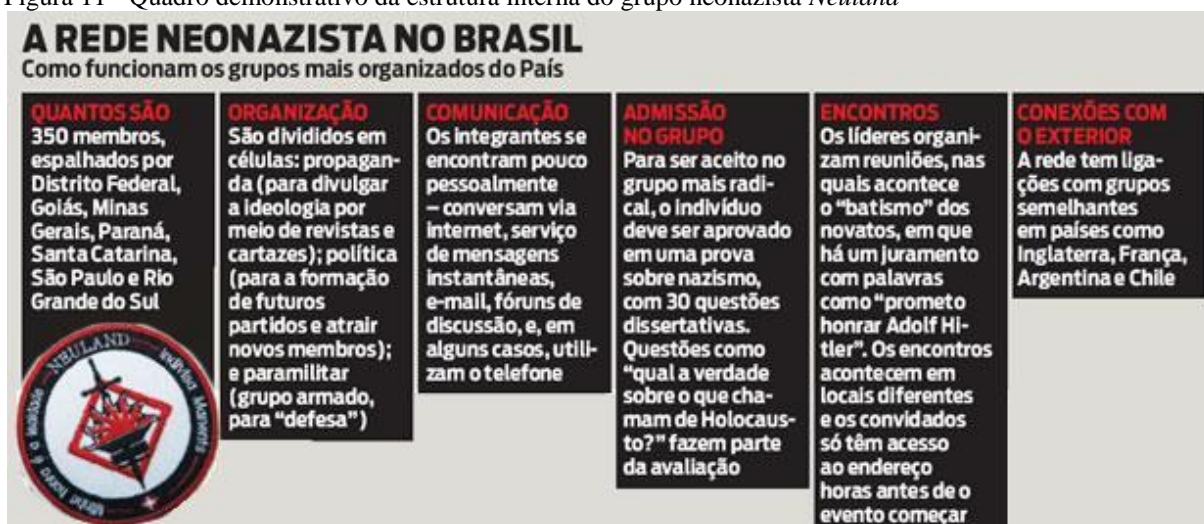 Figura 11 – Quadro demonstrativo da estrutura interna do grupo neonazista Neuland
A REDE NEONAZISTA NO BRASIL
Como funcionam os grupos mais organizados do País
QUANTOS SÃO
350 membros,
espalhados por
Distrito Federal,
Goiás, Minas
Gerais, Paraná,
Santa Catarina,
São Paulo e Rio
Grande do Sul
NEULAND
Indivisa Manent
Minha honra é a lealdade
ORGANIZAÇÃO
São divididos em
células: propagan-
da (para divulgar
a ideologia por
meio de revistas e
cartazes); política
(para a formação
de futuros
partidos e atrair
novos membros);
e paramilitar
(grupo armado,
para “defesa”)
COMUNICAÇÃO
Os integrantes se
encontram pouco
pessoalmente
– conversam via
internet, serviço
de mensagens
instantâneas,
e-mail, fóruns de
discussão, e, em
alguns casos, utili-
zam o telefone
ADMISSÃO
NO GRUPO
Para ser aceito no
grupo mais radi-
cal, o indivíduo
deve ser aprovado
em uma prova
sobre nazismo,
com 30 questões
dissertativas.
Questões como
“qual a verdade
sobre o que cha-
mam de Holocaus-
to?” fazem parte
da avaliação
ENCONTROS
Os líderes organi-
zam reuniões, nas
quais acontece
o “batismo” dos
novatos, em que
há um juramento
com palavras
como “prometo
honrar Adolf Hi-
tler”. Os encontros
acontecem em
locais diferentes
e os convidados
só têm acesso
ao endereço
horas antes de o
evento começar
CONEXÕES COM
O EXTERIOR
A rede tem liga-
ções com grupos
semelhantes
em países como
Inglaterra, França,
Argentina e Chile